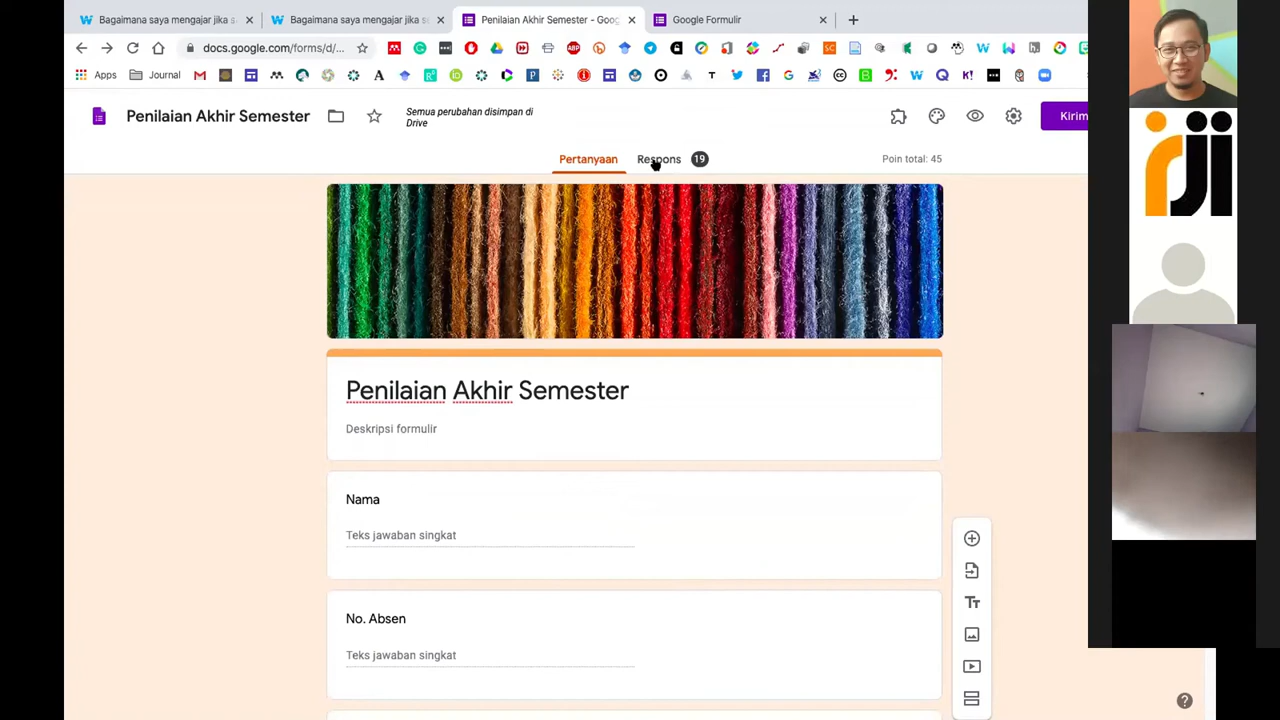 Bagaimana saya mengajar jika s
Bagaimana saya mengajar jika se
Penilaian Akhir Semester - Goog
Google Formulir
docs.google.com/forms/d/...
Apps
Journal
Penilaian Akhir Semester
Semua perubahan disimpan di
Drive
Kirim
Pertanyaan
Respons
19
Poin total: 45
Penilaian Akhir Semester
Deskripsi formulir
Nama
Teks jawaban singkat
No. Absen
Teks jawaban singkat
rji